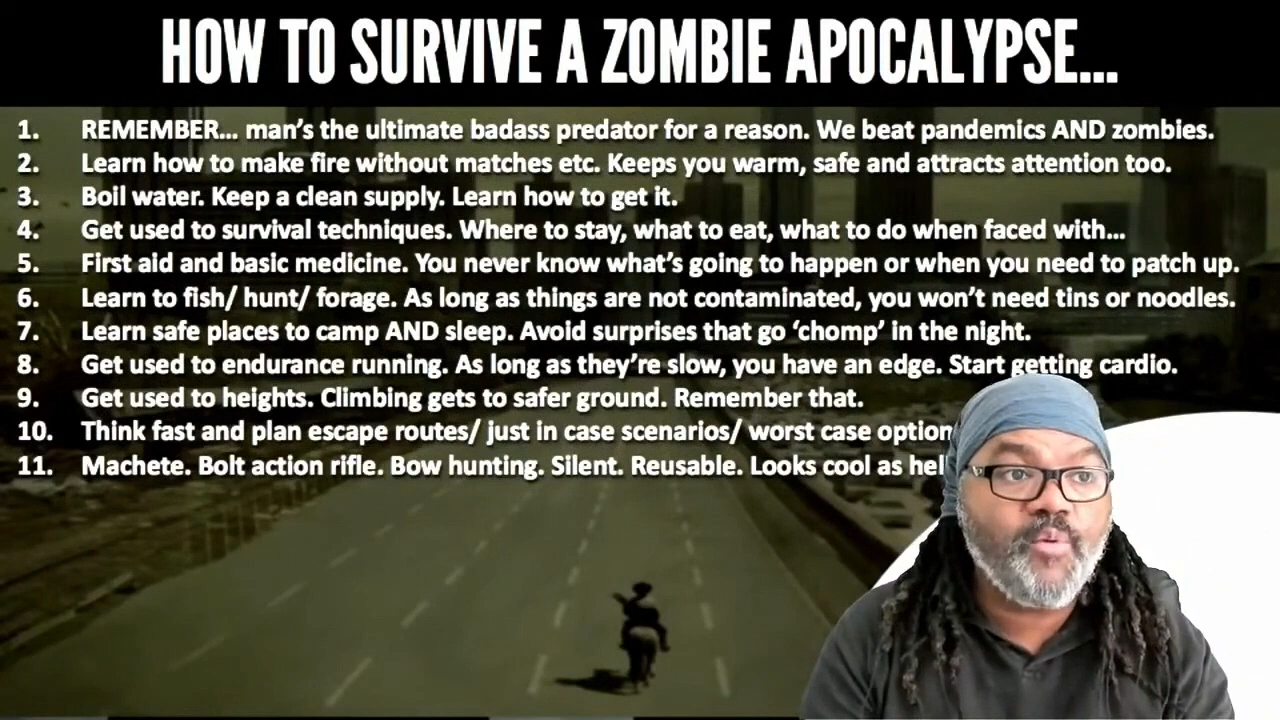 HOW TO SURVIVE A ZOMBIE APOCALYPSE...
1. REMEMBER... man's the ultimate badass predator for a reason. We beat pandemics AND zombies.
2. Learn how to make fire without matches etc. Keeps you warm, safe and attracts attention too.
3. Boil water. Keep a clean supply. Learn how to get it.
4. Get used to survival techniques. Where to stay, what to eat, what to do when faced with...
5. First aid and basic medicine. You never know what's going to happen or when you need to patch up.
6. Learn to fish/ hunt/ forage. As long as things are not contaminated, you won't need tins or noodles.
7. Learn safe places to camp AND sleep. Avoid surprises that go 'chomp' in the night.
8. Get used to endurance running. As long as they're slow, you have an edge. Start getting cardio.
9. Get used to heights. Climbing gets to safer ground. Remember that.
10. Think fast and plan escape routes/ just in case scenarios/ worst case option
11. Machete. Bolt action rifle. Bow hunting. Silent. Reusable. Looks cool as hel